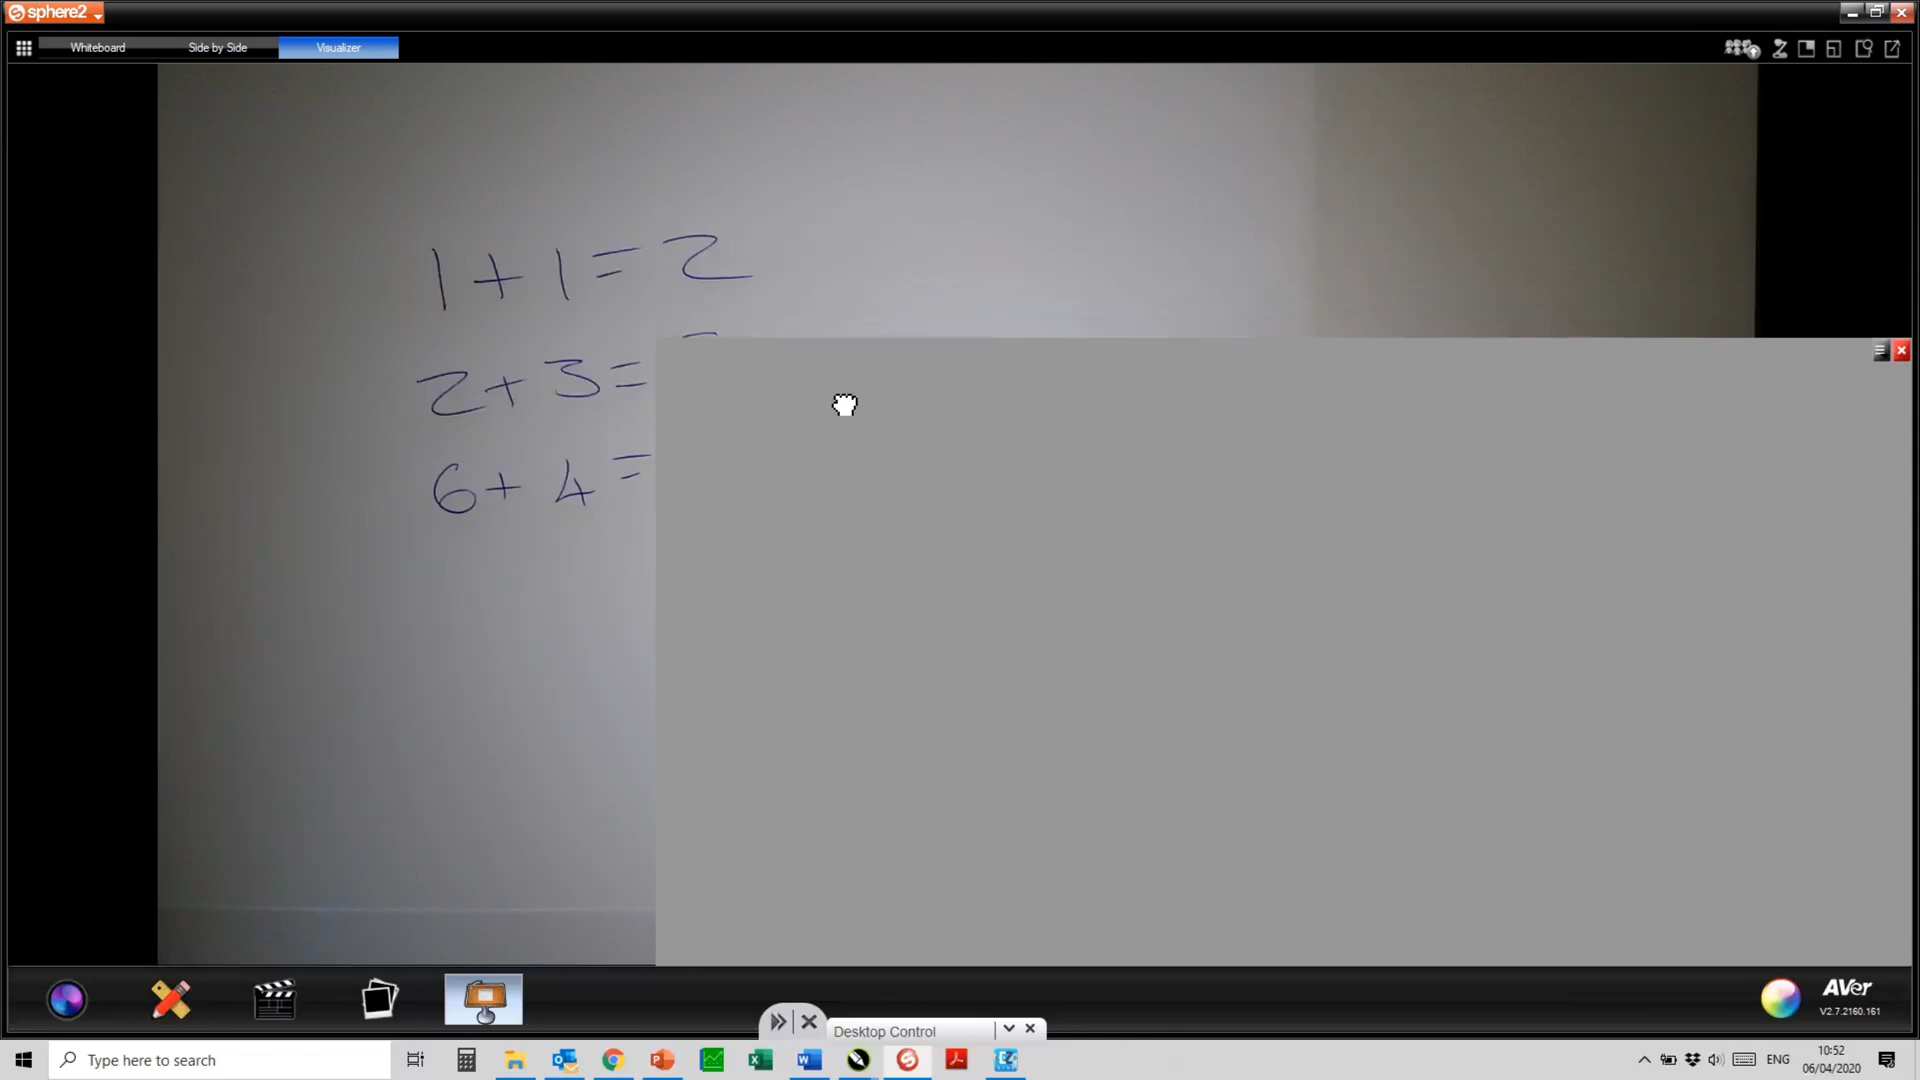 sphere2
Whiteboard Side by Side Visualizer
1 + 1 = 2
2 + 3 =
6 + 4 =
AVer
V2.7.2160.161
Desktop Control
Type here to search
ENG
10:52
06/04/2020